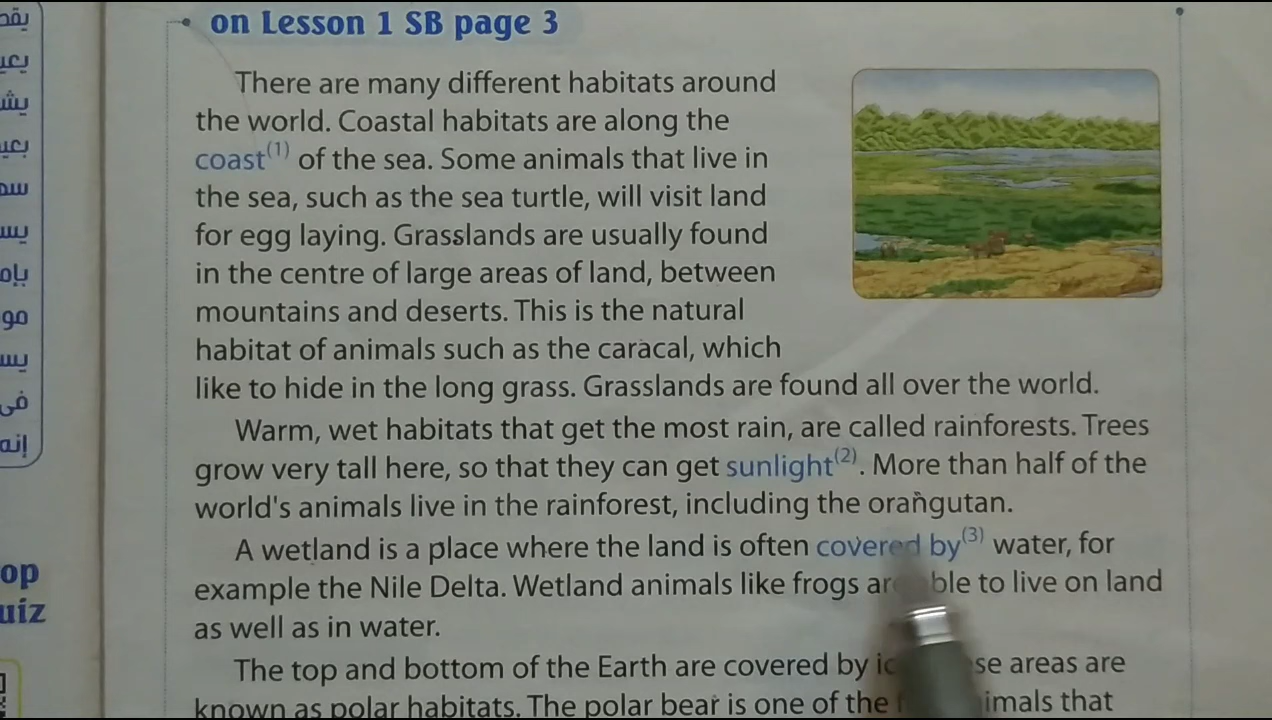 on Lesson 1 SB page 3
There are many different habitats around
the world. Coastal habitats are along the
coast(1) of the sea. Some animals that live in
the sea, such as the sea turtle, will visit land
for egg laying. Grasslands are usually found
in the centre of large areas of land, between
mountains and deserts. This is the natural
habitat of animals such as the caracal, which
like to hide in the long grass. Grasslands are found all over the world.
Warm, wet habitats that get the most rain, are called rainforests. Trees
grow very tall here, so that they can get sunlight(2). More than half of the
world's animals live in the rainforest, including the orangutan.
A wetland is a place where the land is often covered by(3) water, for
example the Nile Delta. Wetland animals like frogs to live on land
as well as in water.
The top and bottom of the Earth are covered by areas are
known as polar habitats. The polar bear is one of the that